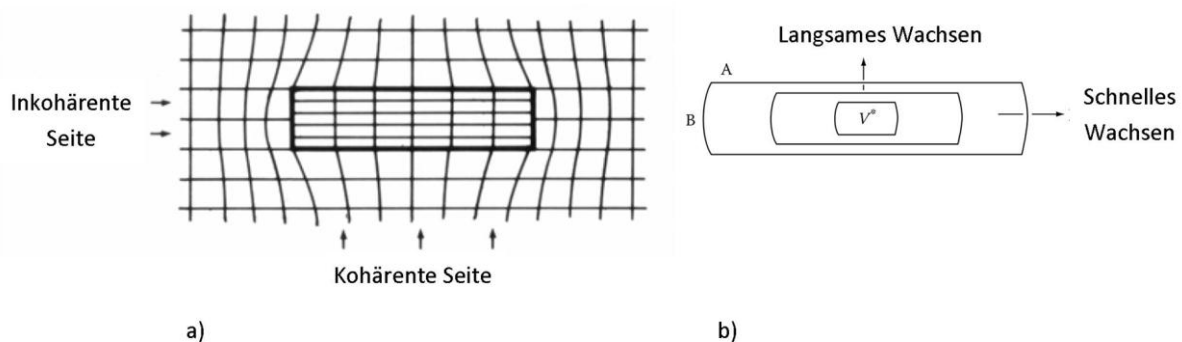 Inkohärente
Seite
Kohärente Seite
a)
Langsames Wachsen
A
B
V*
Schnelles
Wachsen
b)